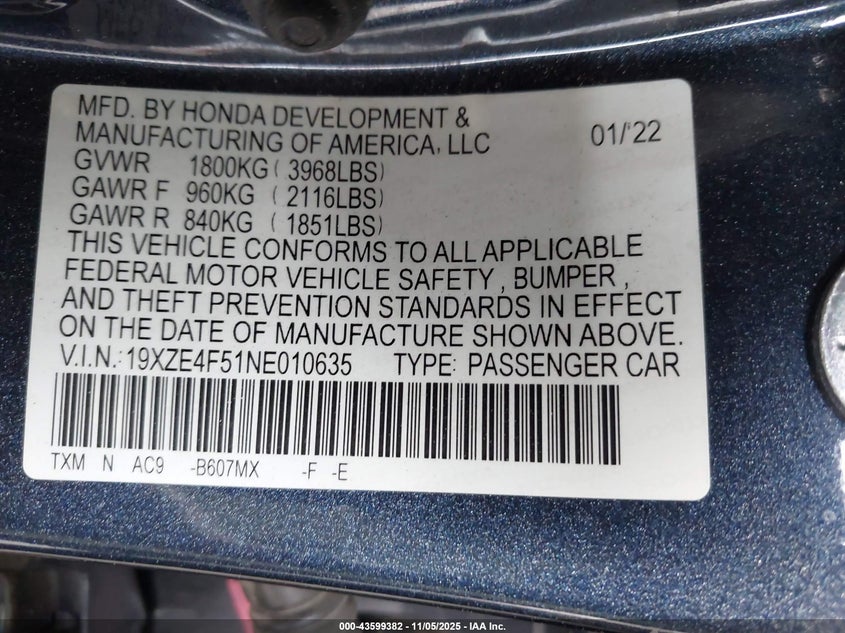 MFD. BY HONDA DEVELOPMENT &
MANUFACTURING OF AMERICA, LLC 01/'22
GVWR 1800KG ( 3968LBS)
GAWR F 960KG ( 2116LBS)
GAWR R 840KG ( 1851LBS)
THIS VEHICLE CONFORMS TO ALL APPLICABLE
FEDERAL MOTOR VEHICLE SAFETY , BUMPER ,
AND THEFT PREVENTION STANDARDS IN EFFECT
ON THE DATE OF MANUFACTURE SHOWN ABOVE.
V.I.N.: 19XZE4F51NE010635 TYPE: PASSENGER CAR
TXM N AC9 -B607MX -F -E
000-43599382 - 11/05/2025 - IAA Inc.